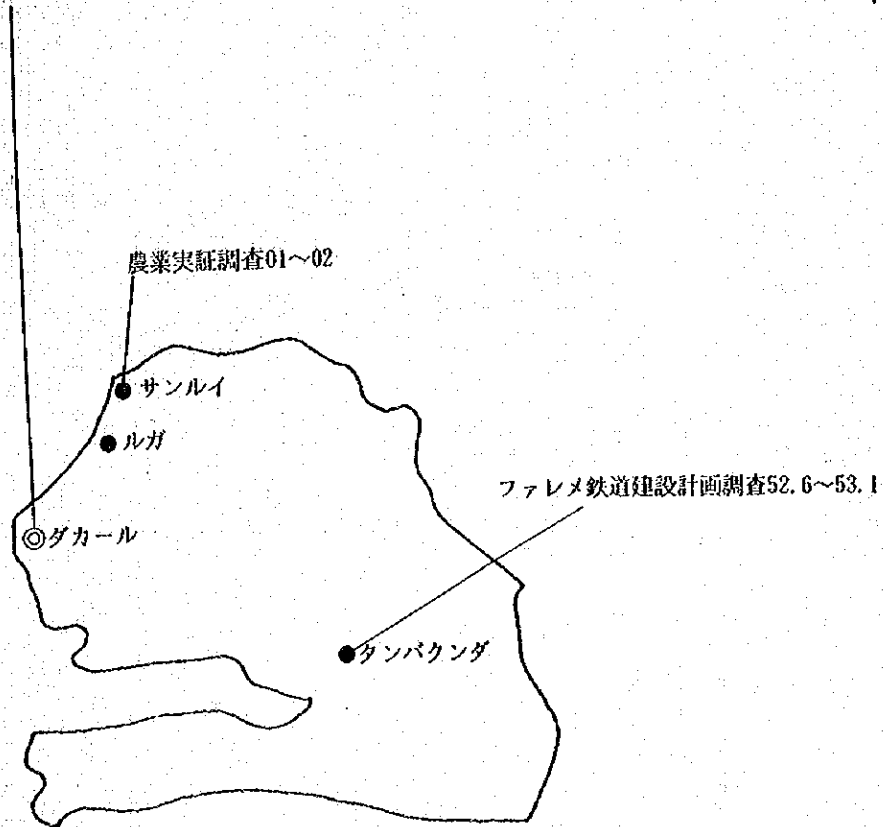 農業実証調査01～02
サンルイ
ルガ
ファレメ鉄道建設計画調査52.6～53.1
ダカール
タンバクンダ